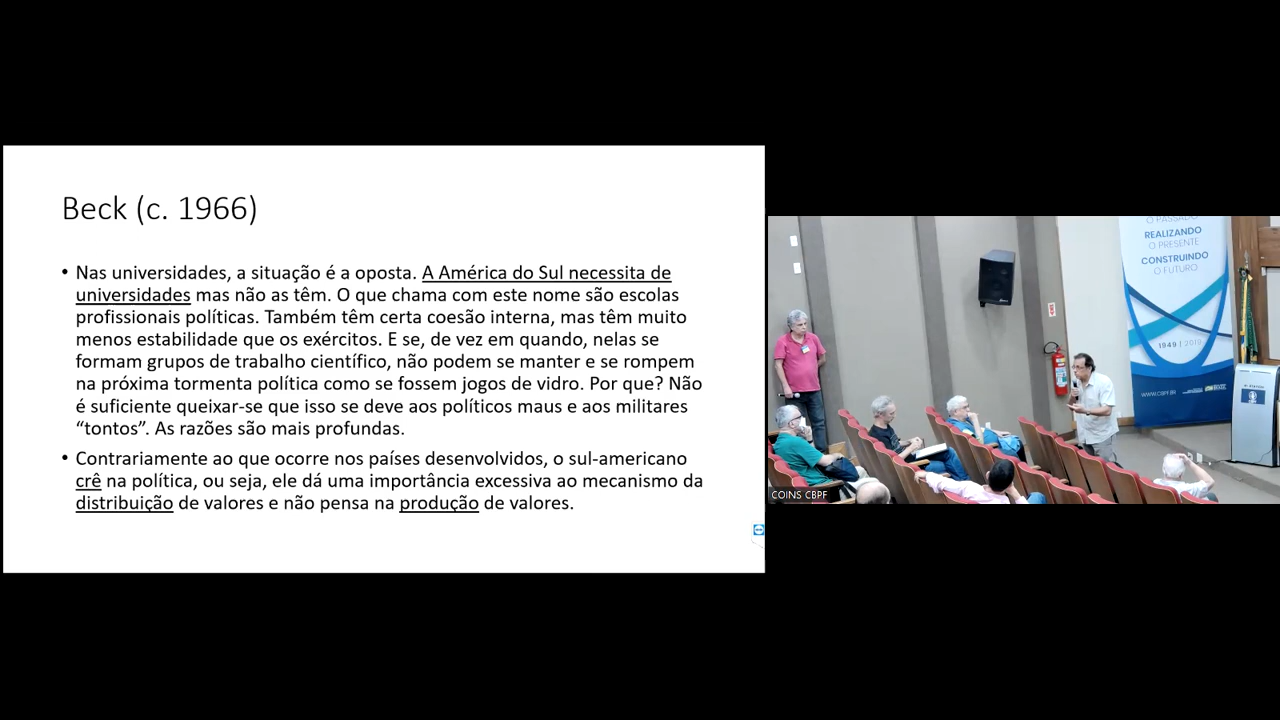 Beck (c. 1966)
• Nas universidades, a situação é a oposta. A América do Sul necessita de
universidades mas não as têm. O que chama com este nome são escolas
profissionais políticas. Também têm certa coesão interna, mas têm muito
menos estabilidade que os exércitos. E se, de vez em quando, nelas se
formam grupos de trabalho científico, não podem se manter e se rompem
na próxima tormenta política como se fossem jogos de vidro. Por que? Não
é suficiente queixar-se que isso se deve aos políticos maus e aos militares
“tontos”. As razões são mais profundas.
• Contrariamente ao que ocorre nos países desenvolvidos, o sul-americano
crê na política, ou seja, ele dá uma importância excessiva ao mecanismo da
distribuição de valores e não pensa na produção de valores.
O PASSADO
REALIZANDO
O PRESENTE
CONSTRUINDO
O FUTURO
1949 | 2019
WWW.CBPF.BR
CBPF
COINS CBPF